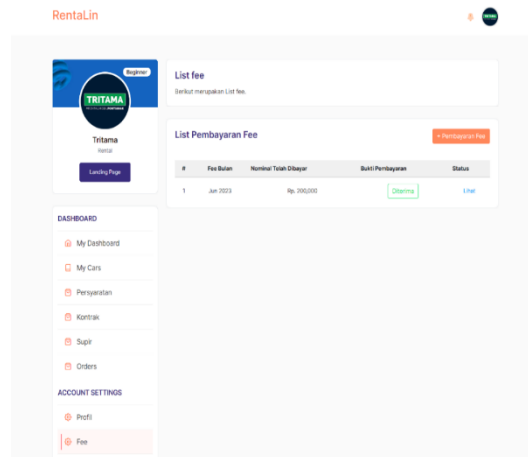 RentaLin
Beginner
TRITAMA
Tritama
Rental
Landing Page
DASHBOARD
My Dashboard
My Cars
Persyaratan
Kontrak
Supir
Orders
ACCOUNT SETTINGS
Profil
Fee
List fee
Berikut merupakan List fee.
List Pembayaran Fee
+ Pembayaran Fee
# Fee Bulan Nominal Telah Dibayar Bukti Pembayaran Status
1 Jun 2023 Rp. 200,000 Diterima Lihat